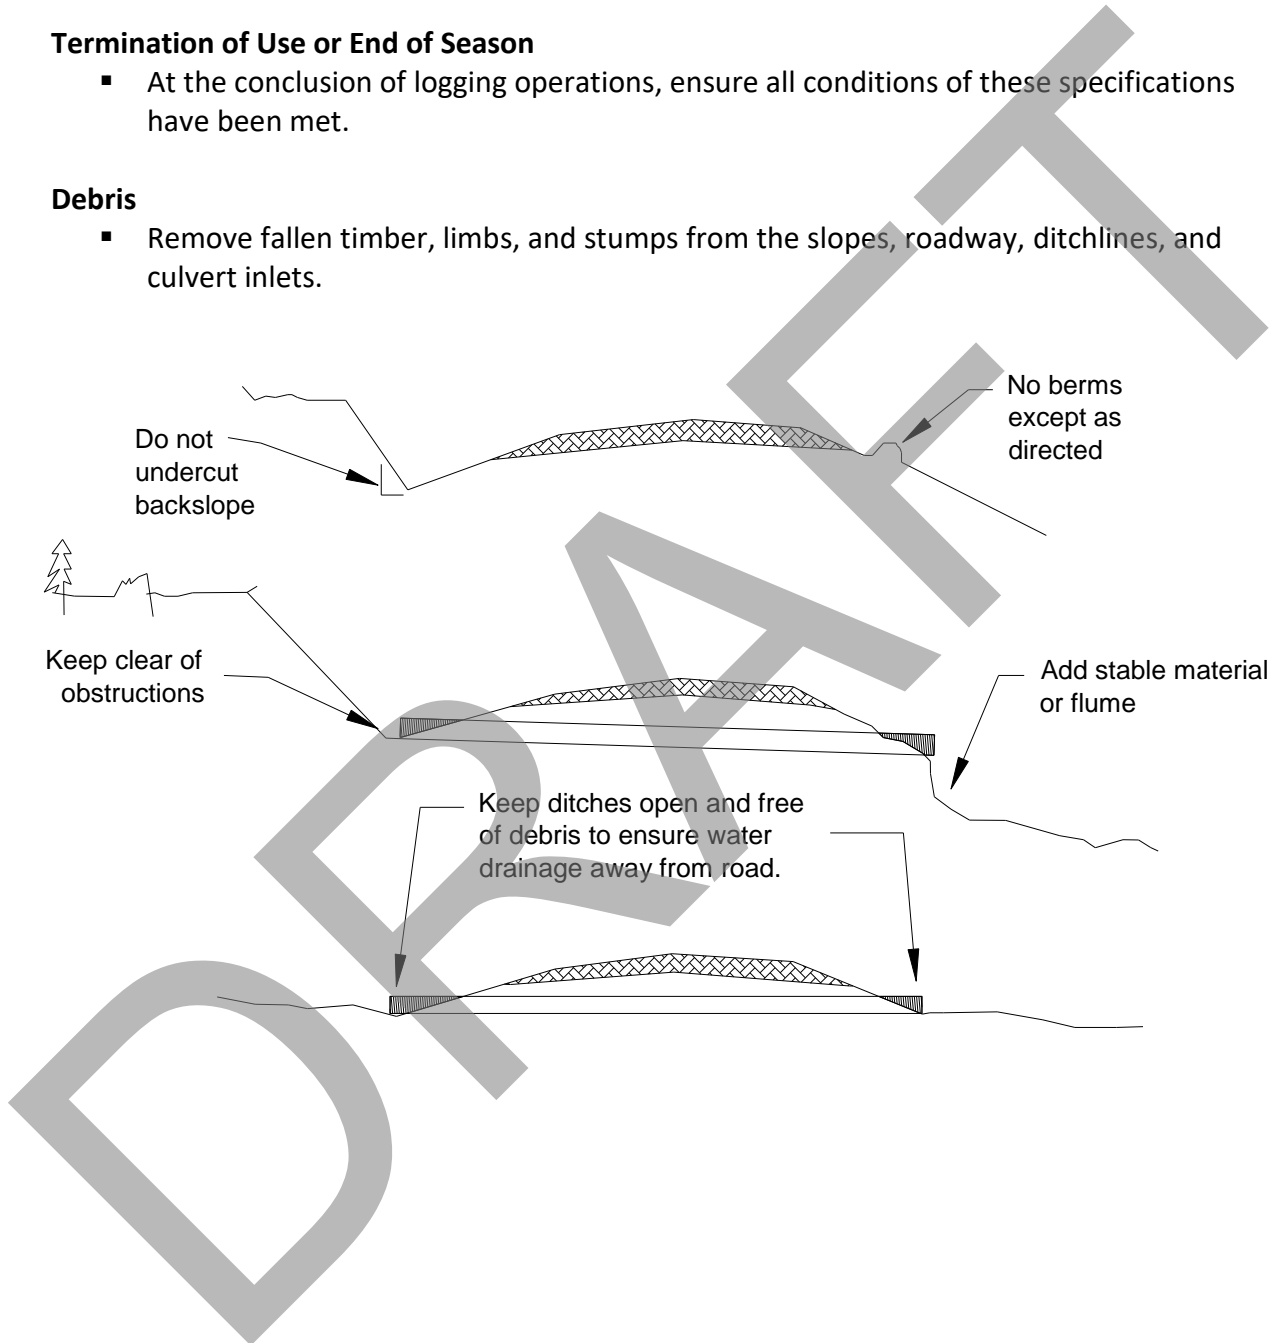 Termination of Use or End of Season
▪ At the conclusion of logging operations, ensure all conditions of these specifications
have been met.
Debris
▪ Remove fallen timber, limbs, and stumps from the slopes, roadway, ditchlines, and
culvert inlets.
No berms
except as
directed
Do not
undercut
backslope
Keep clear of
obstructions
Add stable material
or flume
Keep ditches open and free
of debris to ensure water
drainage away from road.
DRAFT